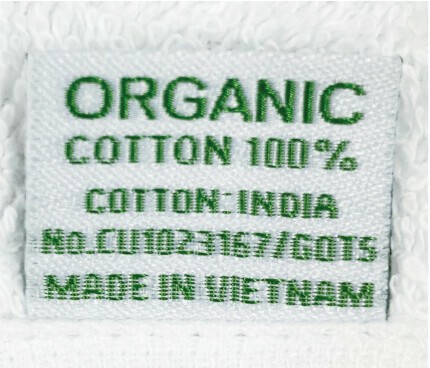 ORGANIC
COTTON 100%
COTTON:INDIA
No.CU1023167/GOTS
MADE IN VIETNAM